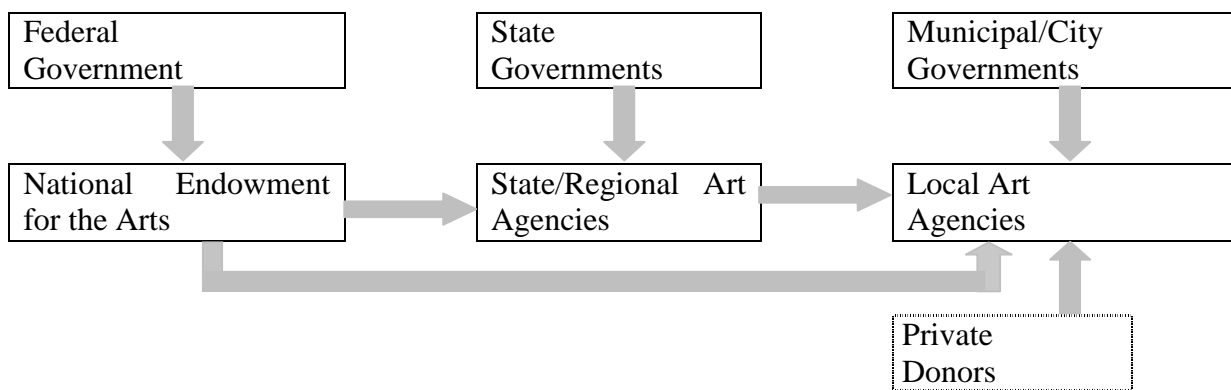 Federal
Government
State
Governments
Municipal/City
Governments
National Endowment
for the Arts
State/Regional Art
Agencies
Local Art
Agencies
Private
Donors